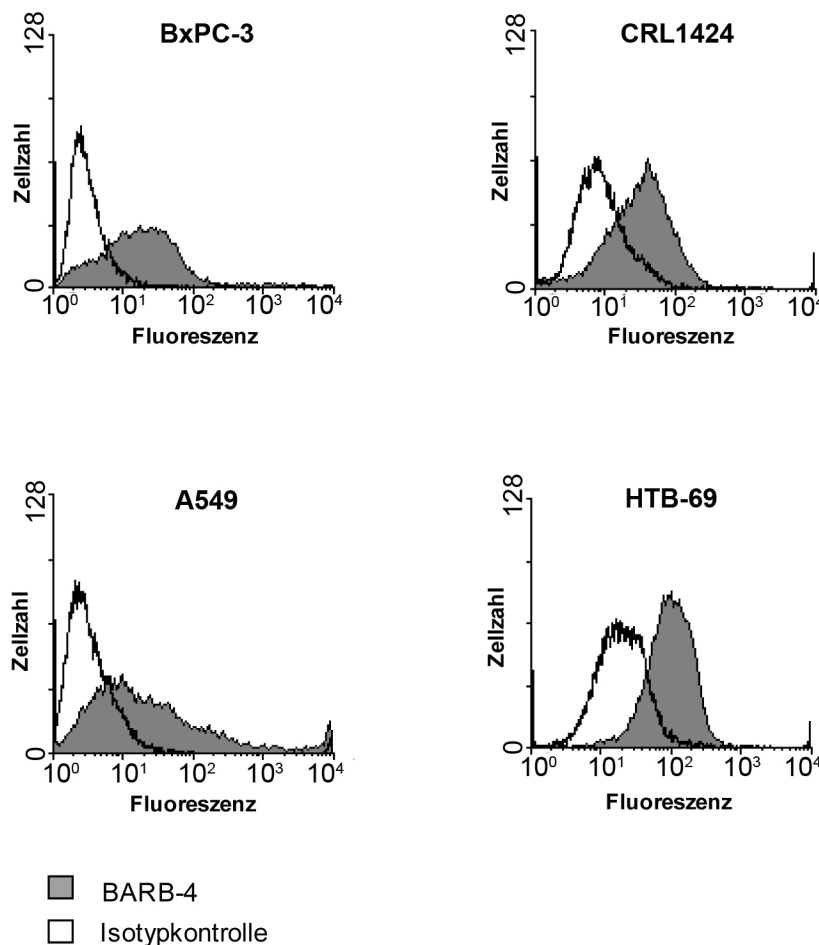 BxPC-3
128
Zellzahl
0
10⁰ 10¹ 10² 10³ 10⁴
Fluoreszenz
CRL1424
128
Zellzahl
0
10⁰ 10¹ 10² 10³ 10⁴
Fluoreszenz
A549
128
Zellzahl
0
10⁰ 10¹ 10² 10³ 10⁴
Fluoreszenz
HTB-69
128
Zellzahl
0
10⁰ 10¹ 10² 10³ 10⁴
Fluoreszenz
BARB-4
Isotypkontrolle